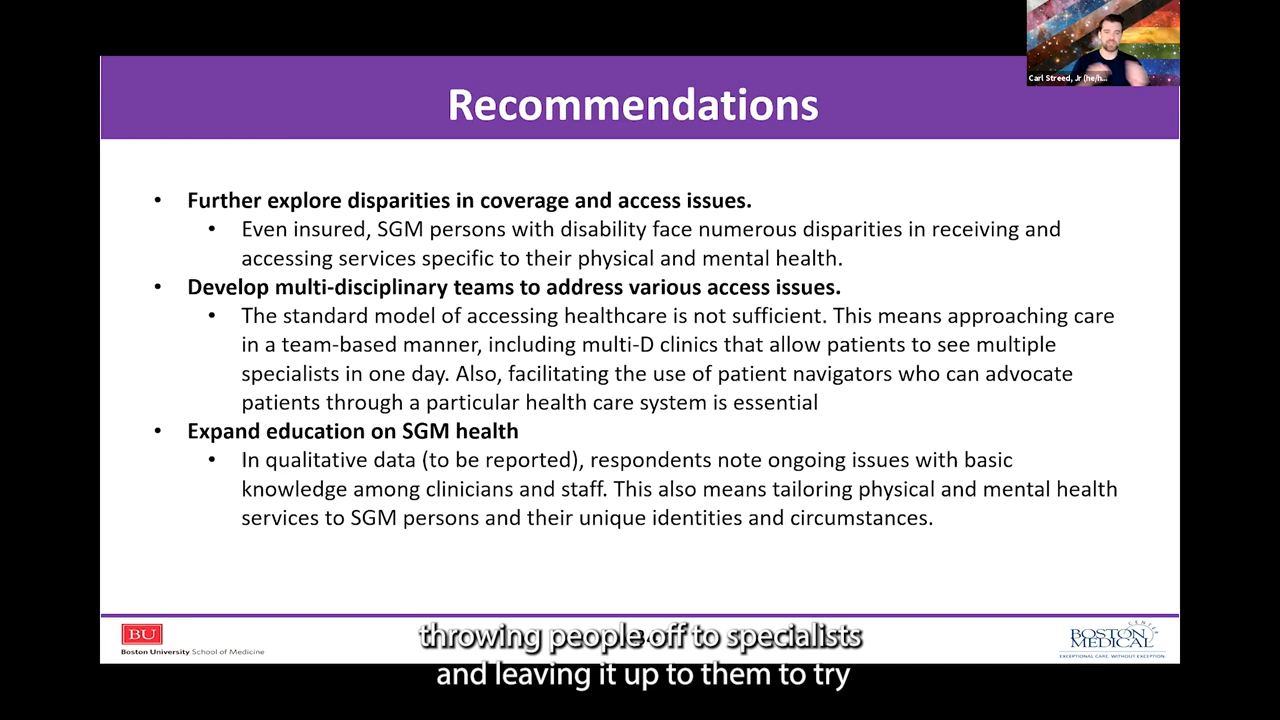 Carl Streed, Jr (he/h...
Recommendations
• Further explore disparities in coverage and access issues.
• Even insured, SGM persons with disability face numerous disparities in receiving and
accessing services specific to their physical and mental health.
• Develop multi-disciplinary teams to address various access issues.
• The standard model of accessing healthcare is not sufficient. This means approaching care
in a team-based manner, including multi-D clinics that allow patients to see multiple
specialists in one day. Also, facilitating the use of patient navigators who can advocate
patients through a particular health care system is essential
• Expand education on SGM health
• In qualitative data (to be reported), respondents note ongoing issues with basic
knowledge among clinicians and staff. This also means tailoring physical and mental health
services to SGM persons and their unique identities and circumstances.
BU
Boston University School of Medicine
BOSTON
MEDICAL
CENTER
EXCEPTIONAL CARE. WITHOUT EXCEPTION.
throwing people off to specialists
and leaving it up to them to try